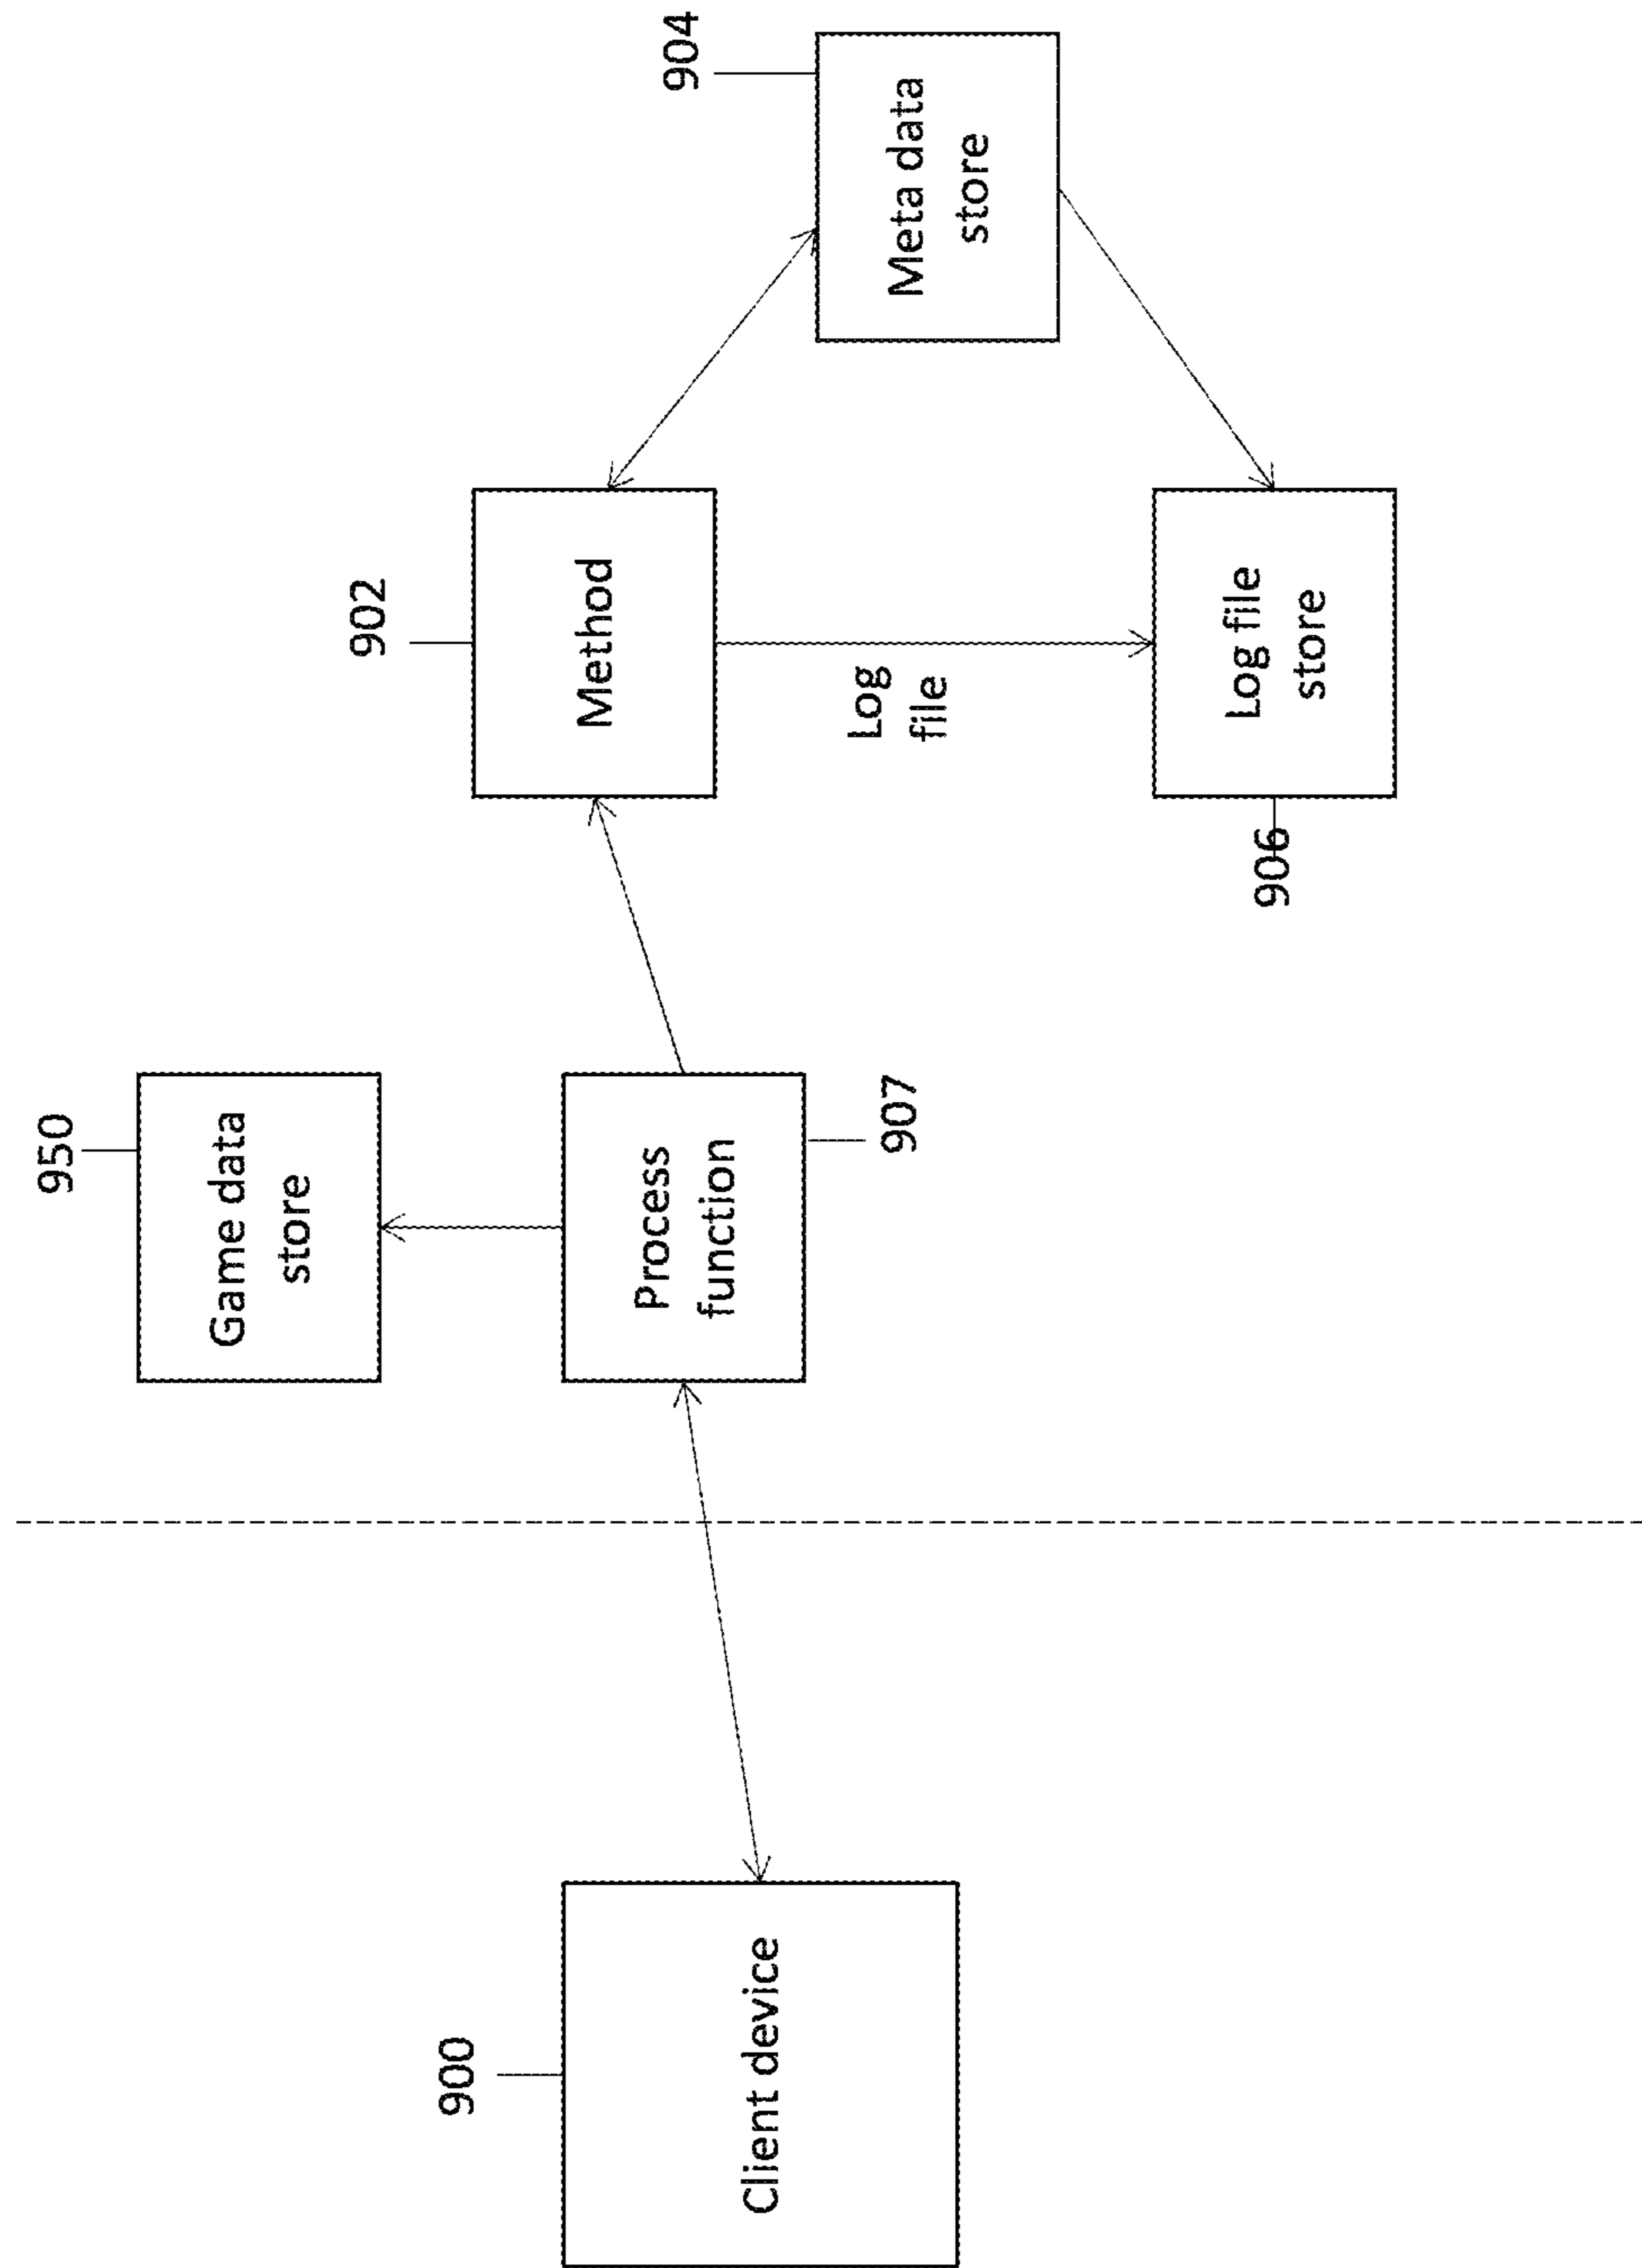 950
Game data
store
902
900
Method
904
Process
function
Client device
Log
file
907
Meta data
store
Log file
store
906